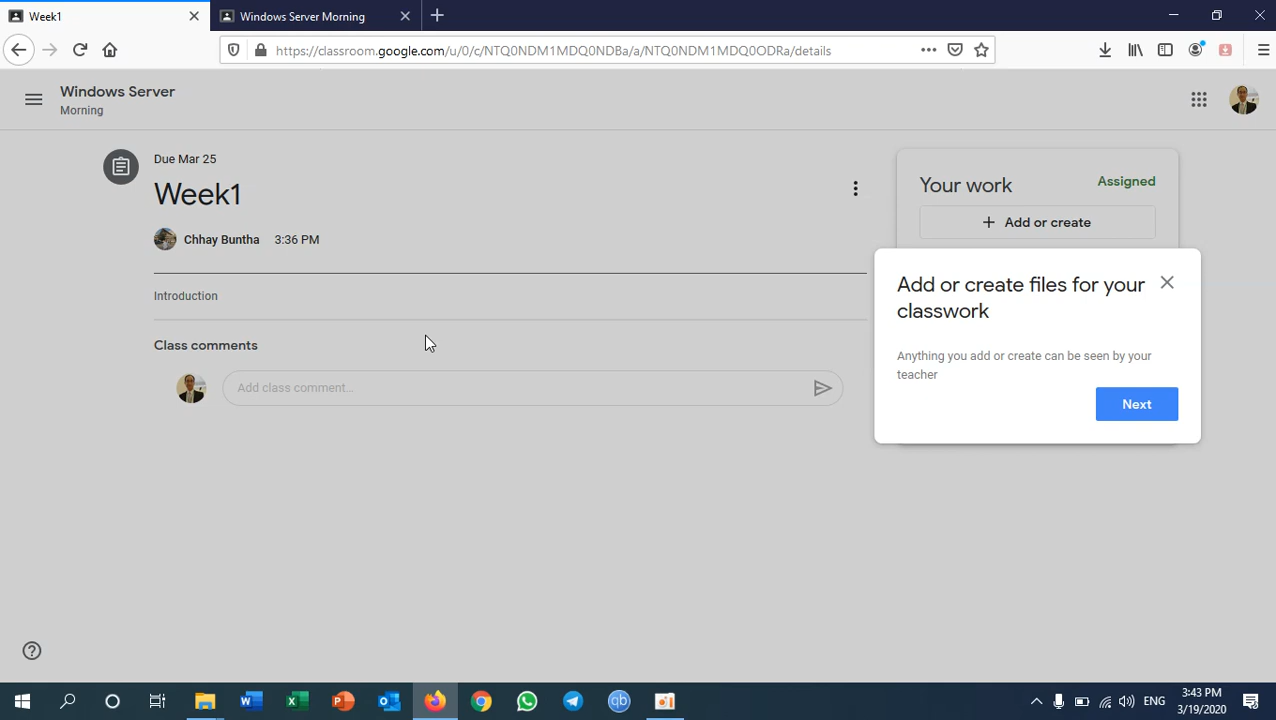 Week1
Windows Server Morning
https://classroom.google.com/u/0/c/NTQ0NDM1MDQ0NDBa/a/NTQ0NDM1MDQ0ODRa/details
Windows Server
Morning
Due Mar 25
Week1
Chhay Buntha 3:36 PM
Introduction
Class comments
Add class comment...
Your work Assigned
+ Add or create
Add or create files for your
classwork
Anything you add or create can be seen by your
teacher
Next
ENG
3:43 PM
3/19/2020